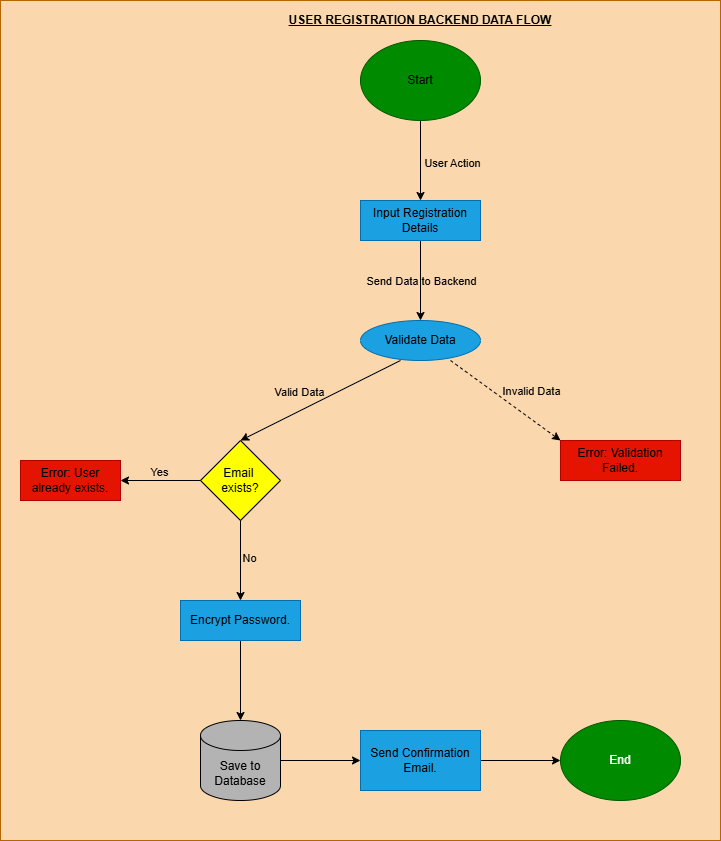 USER REGISTRATION BACKEND DATA FLOW
Start
User Action
Input Registration
Details
Send Data to Backend
Validate Data
Valid Data
Invalid Data
Error: User
already exists.
Yes
Email
exists?
Error: Validation
Failed.
No
Encrypt Password.
Save to
Database
Send Confirmation
Email.
End